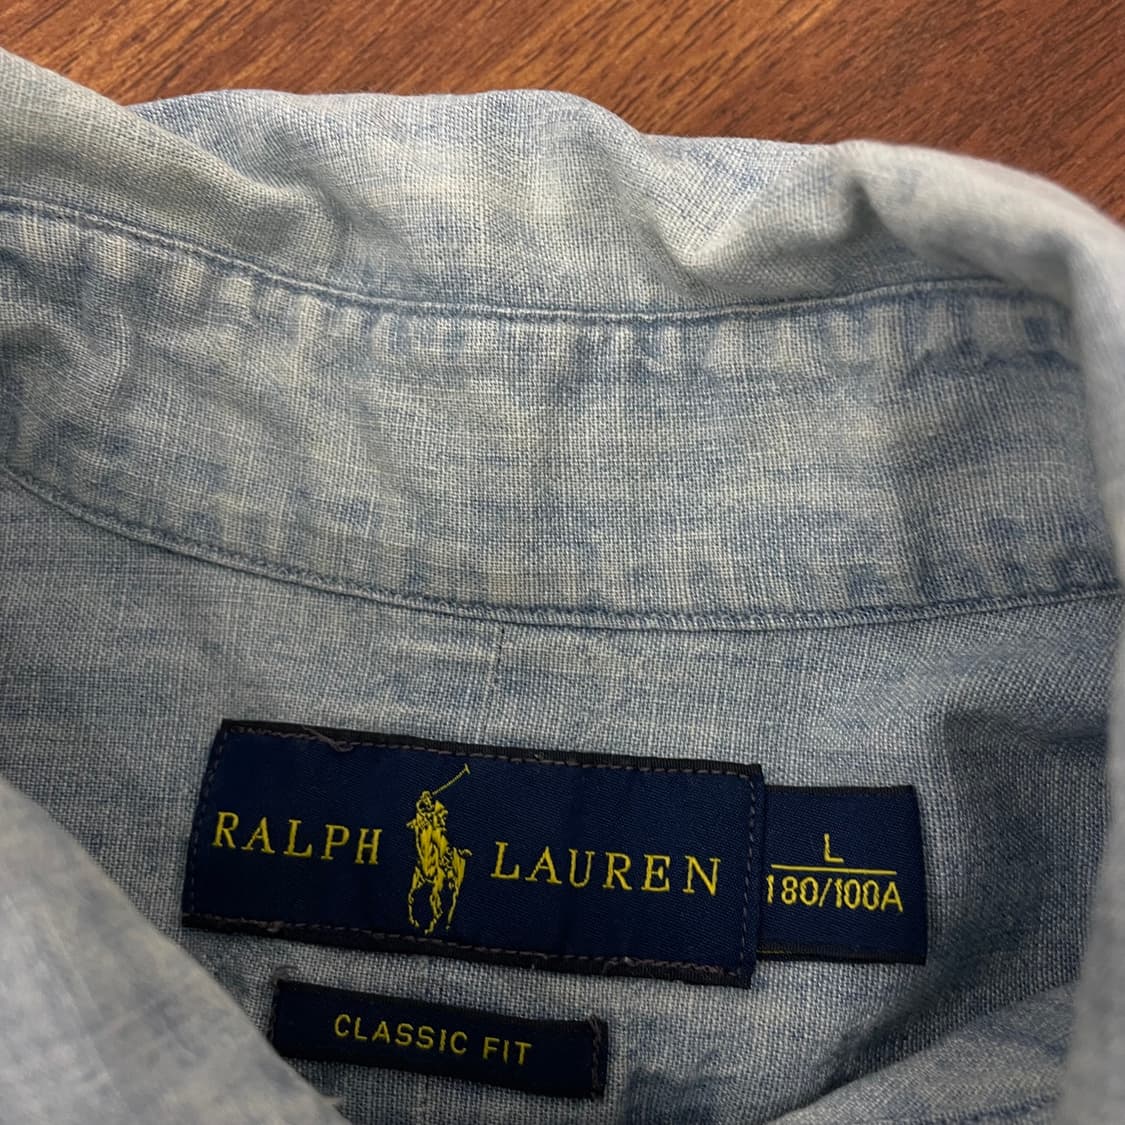 RALPH LAUREN
L
180/100A
CLASSIC FIT